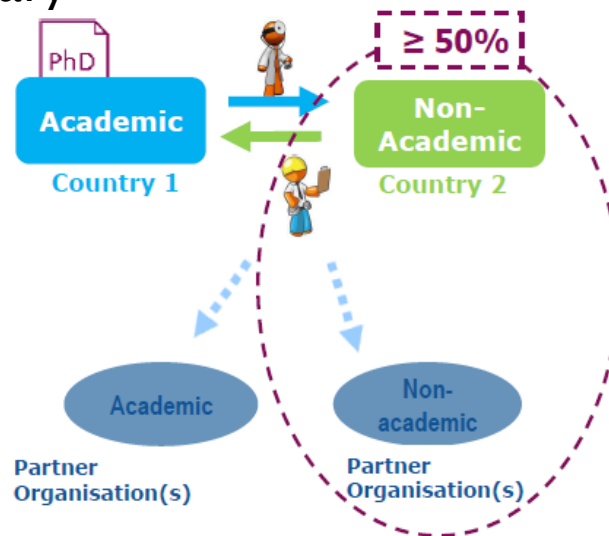 PhD
≥ 50%
Academic
Non-
Academic
Country 1
Country 2
Academic
Non-
academic
Partner
Organisation(s)
Partner
Organisation(s)